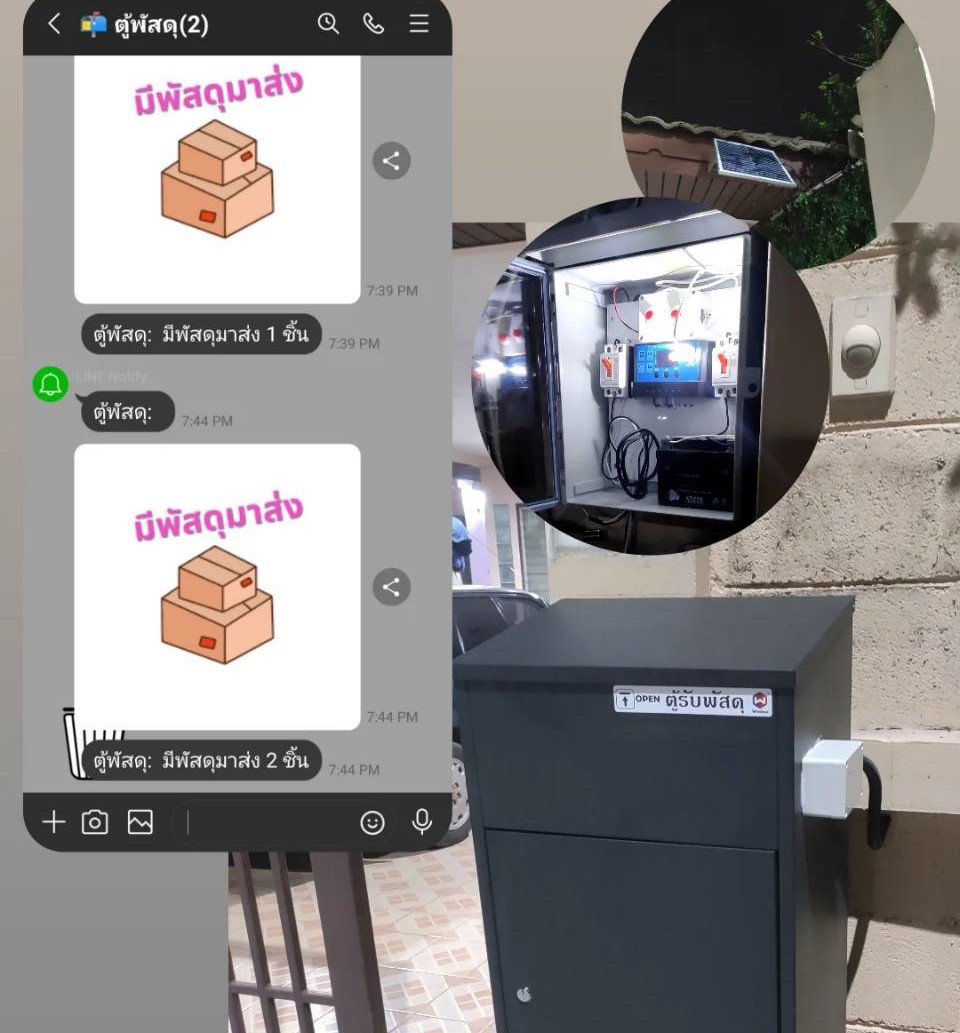 ตู้พัสดุ(2)
มีพัสดุมาส่ง
7:39 PM
ตู้พัสดุ: มีพัสดุมาส่ง 1 ชิ้น
7:39 PM
LINE Notify
ตู้พัสดุ:
7:44 PM
มีพัสดุมาส่ง
7:44 PM
ตู้พัสดุ: มีพัสดุมาส่ง 2 ชิ้น
7:44 PM
OPEN ตู้รับพัสดุ